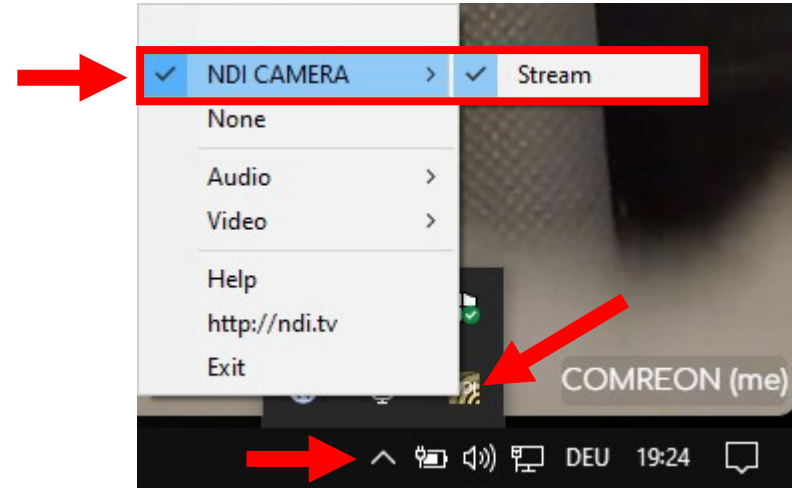 NDI CAMERA > Stream
None
Audio >
Video >
Help
http://ndi.tv
Exit
COMREON (me)
DEU 19:24